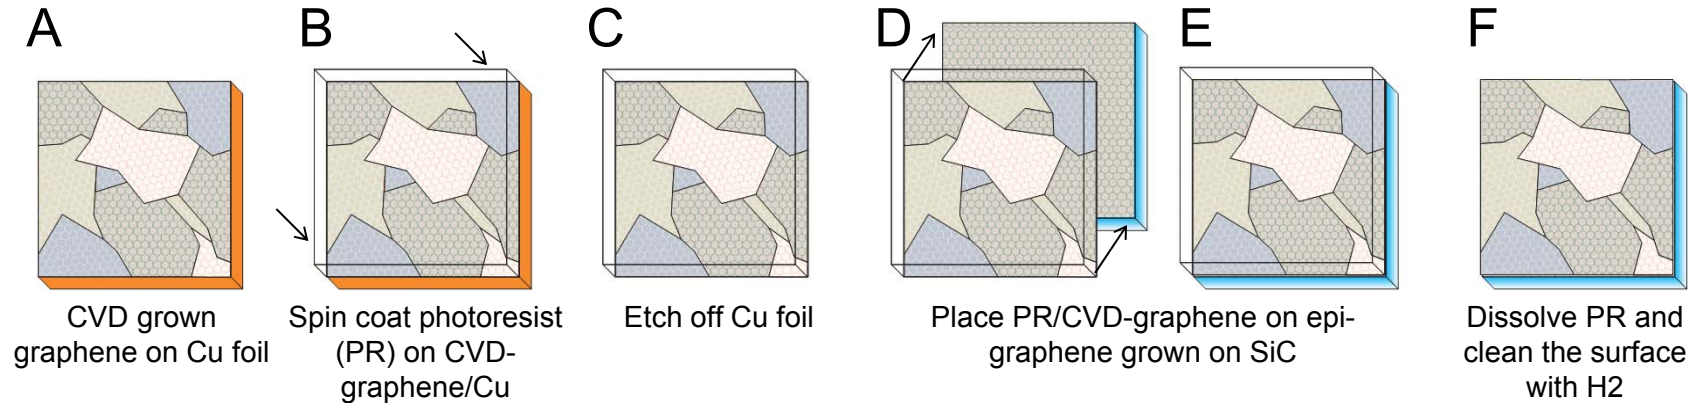 A
B
C
D
E
F
CVD grown
graphene on Cu foil
Spin coat photoresist
(PR) on CVD-
graphene/Cu
Etch off Cu foil
Place PR/CVD-graphene on epi-
graphene grown on SiC
Dissolve PR and
clean the surface
with H2